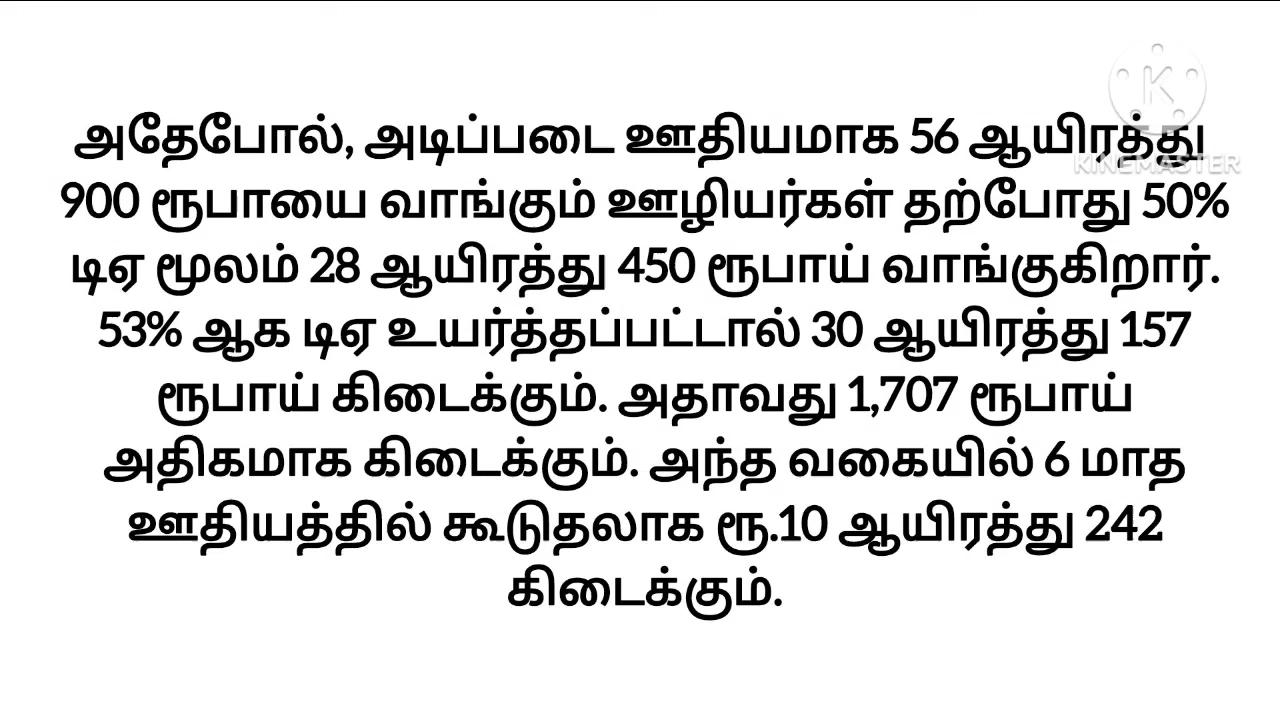 KINEMASTER
அதேபோல், அடிப்படை ஊதியமாக 56 ஆயிரத்து
900 ரூபாயை வாங்கும் ஊழியர்கள் தற்போது 50%
டிஏ மூலம் 28 ஆயிரத்து 450 ரூபாய் வாங்குகிறார்.
53% ஆக டிஏ உயர்த்தப்பட்டால் 30 ஆயிரத்து 157
ரூபாய் கிடைக்கும். அதாவது 1,707 ரூபாய்
அதிகமாக கிடைக்கும். அந்த வகையில் 6 மாத
ஊதியத்தில் கூடுதலாக ரூ.10 ஆயிரத்து 242
கிடைக்கும்.